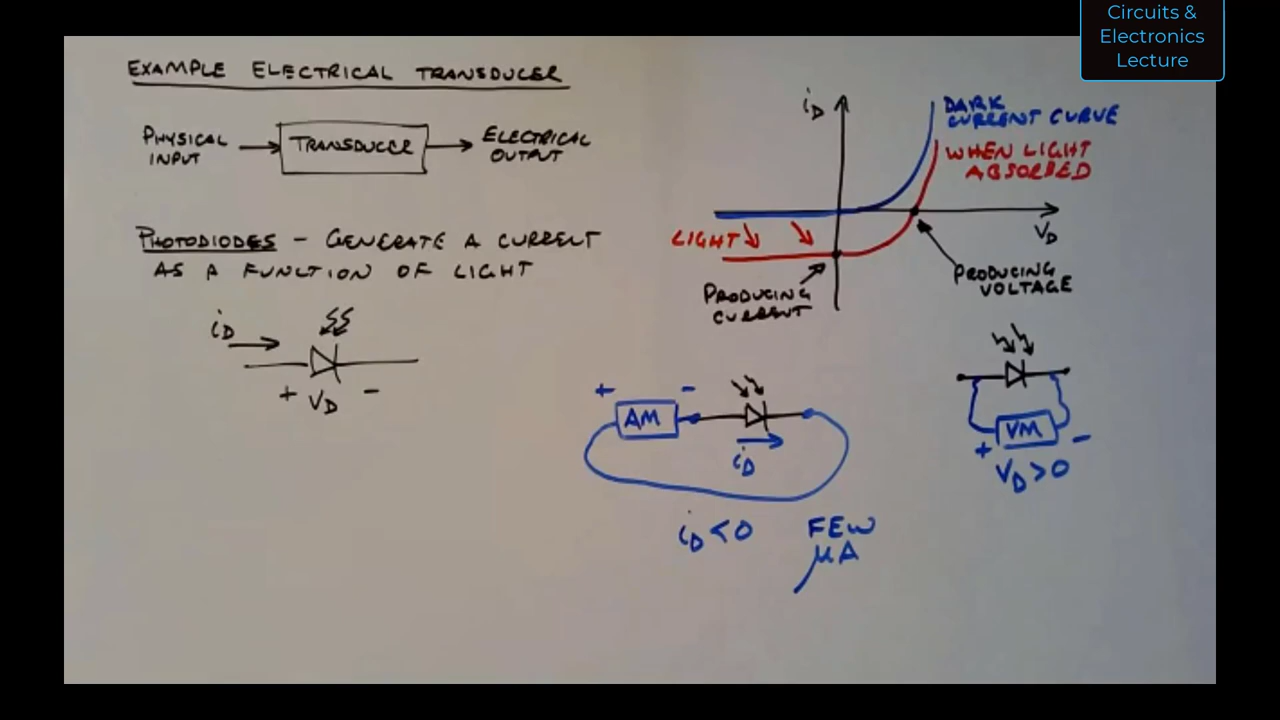 Circuits &
Electronics
Lecture
EXAMPLE ELECTRICAL TRANSDUCER
PHYSICAL
INPUT
TRANSDUCER
ELECTRICAL
OUTPUT
PHOTODIODES - GENERATE A CURRENT
AS A FUNCTION OF LIGHT
iD
+ VD -
iD
DARK
CURRENT CURVE
WHEN LIGHT
ABSORBED
LIGHT
VD
PRODUCING
CURRENT
PRODUCING
VOLTAGE
+ -
AM
iD
iD < 0
FEW
μA
VM
+ -
VD > 0